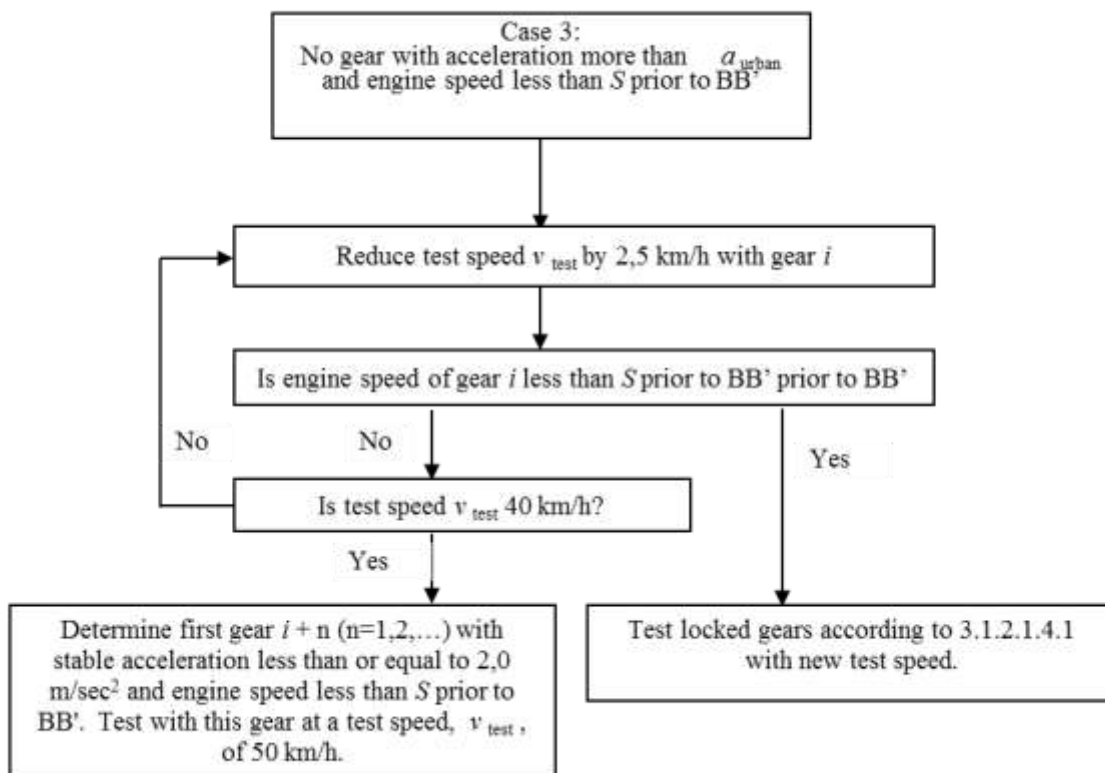 Case 3:
No gear with acceleration more than a urban
and engine speed less than S prior to BB’
Reduce test speed v test by 2,5 km/h with gear i
Is engine speed of gear i less than S prior to BB’ prior to BB’
No
No
Yes
Is test speed v test 40 km/h?
Yes
Determine first gear i + n (n=1,2,…) with
stable acceleration less than or equal to 2,0
m/sec² and engine speed less than S prior to
BB'. Test with this gear at a test speed, v test ,
of 50 km/h.
Test locked gears according to 3.1.2.1.4.1
with new test speed.